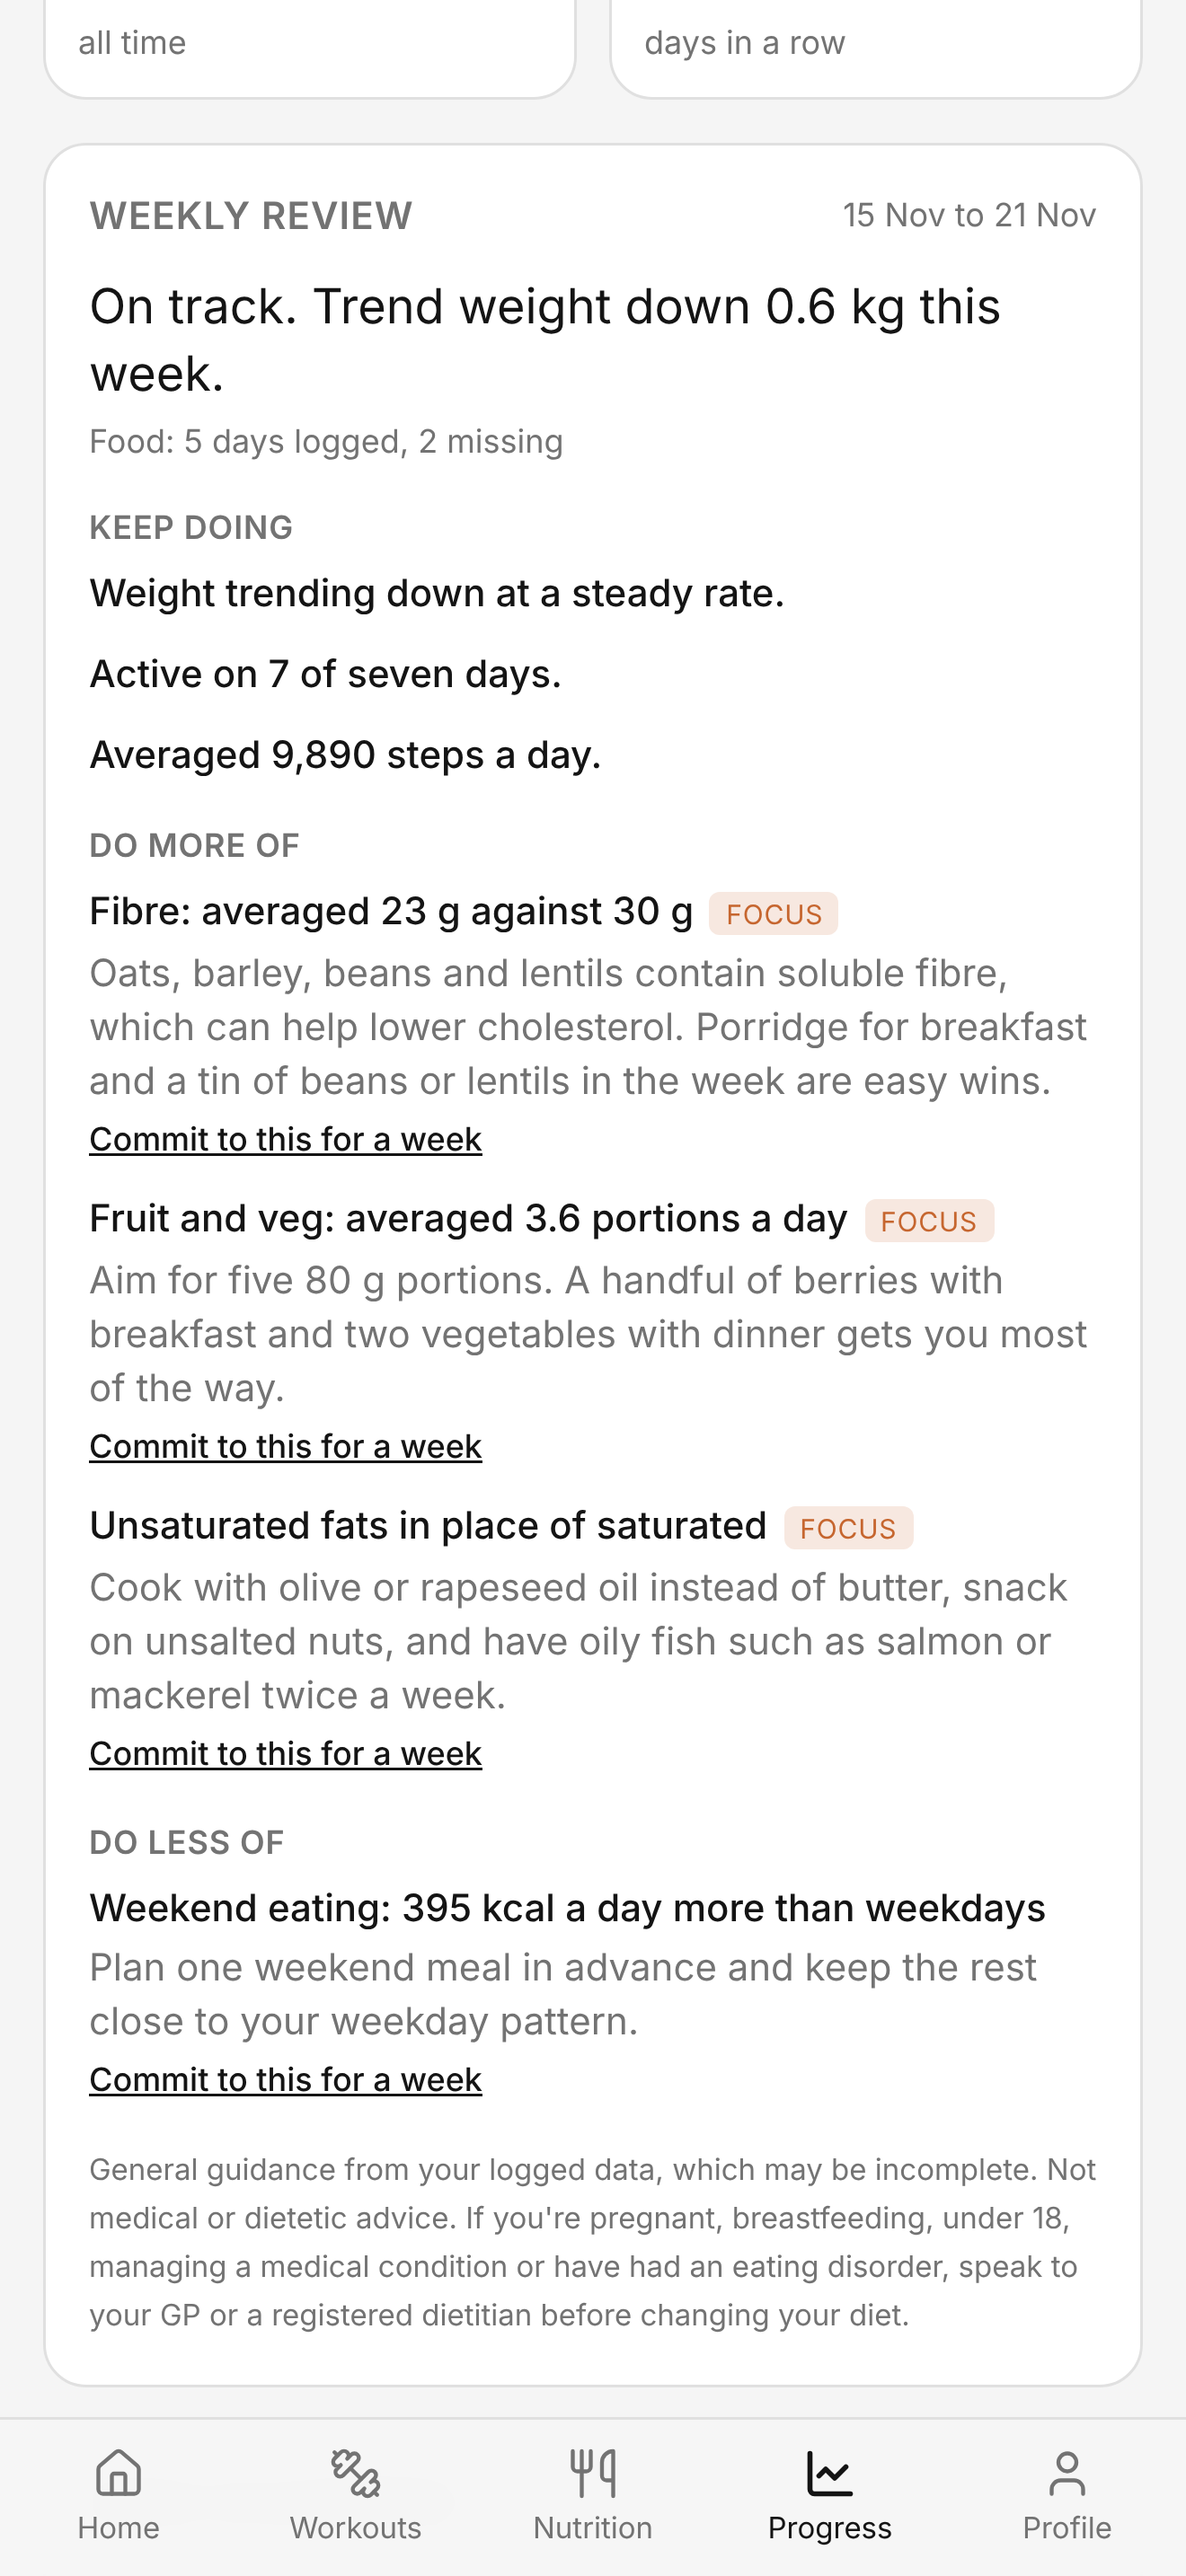 all time
days in a row
WEEKLY REVIEW
15 Nov to 21 Nov
On track. Trend weight down 0.6 kg this
week.
Food: 5 days logged, 2 missing
KEEP DOING
Weight trending down at a steady rate.
Active on 7 of seven days.
Averaged 9,890 steps a day.
DO MORE OF
Fibre: averaged 23 g against 30 g FOCUS
Oats, barley, beans and lentils contain soluble fibre,
which can help lower cholesterol. Porridge for breakfast
and a tin of beans or lentils in the week are easy wins.
Commit to this for a week
Fruit and veg: averaged 3.6 portions a day FOCUS
Aim for five 80 g portions. A handful of berries with
breakfast and two vegetables with dinner gets you most
of the way.
Commit to this for a week
Unsaturated fats in place of saturated FOCUS
Cook with olive or rapeseed oil instead of butter, snack
on unsalted nuts, and have oily fish such as salmon or
mackerel twice a week.
Commit to this for a week
DO LESS OF
Weekend eating: 395 kcal a day more than weekdays
Plan one weekend meal in advance and keep the rest
close to your weekday pattern.
Commit to this for a week
General guidance from your logged data, which may be incomplete. Not
medical or dietetic advice. If you're pregnant, breastfeeding, under 18,
managing a medical condition or have had an eating disorder, speak to
your GP or a registered dietitian before changing your diet.
Home
Workouts
Nutrition
Progress
Profile